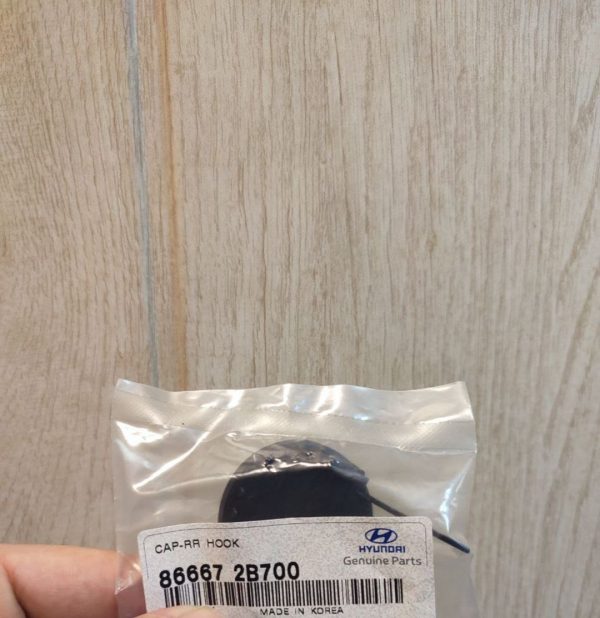 CAP-RR HOOK
HYUNDAI
86667 2B700
Genuine Parts
MADE IN KOREA